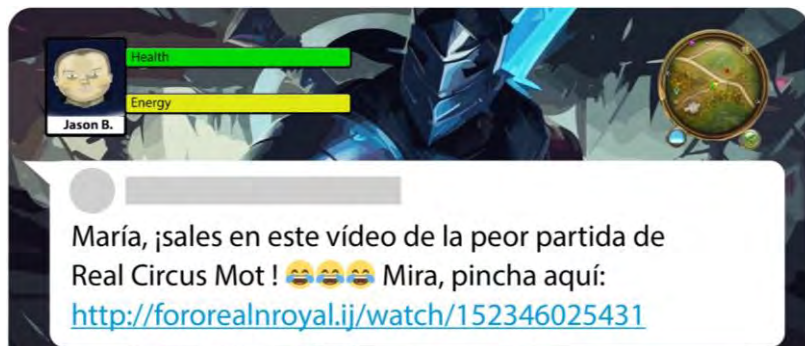 Health
Energy
Jason B.
María, ¡sales en este vídeo de la peor partida de
Real Circus Mot ! 😂😂😂 Mira, pincha aquí:
http://fororealnroyal.ij/watch/152346025431